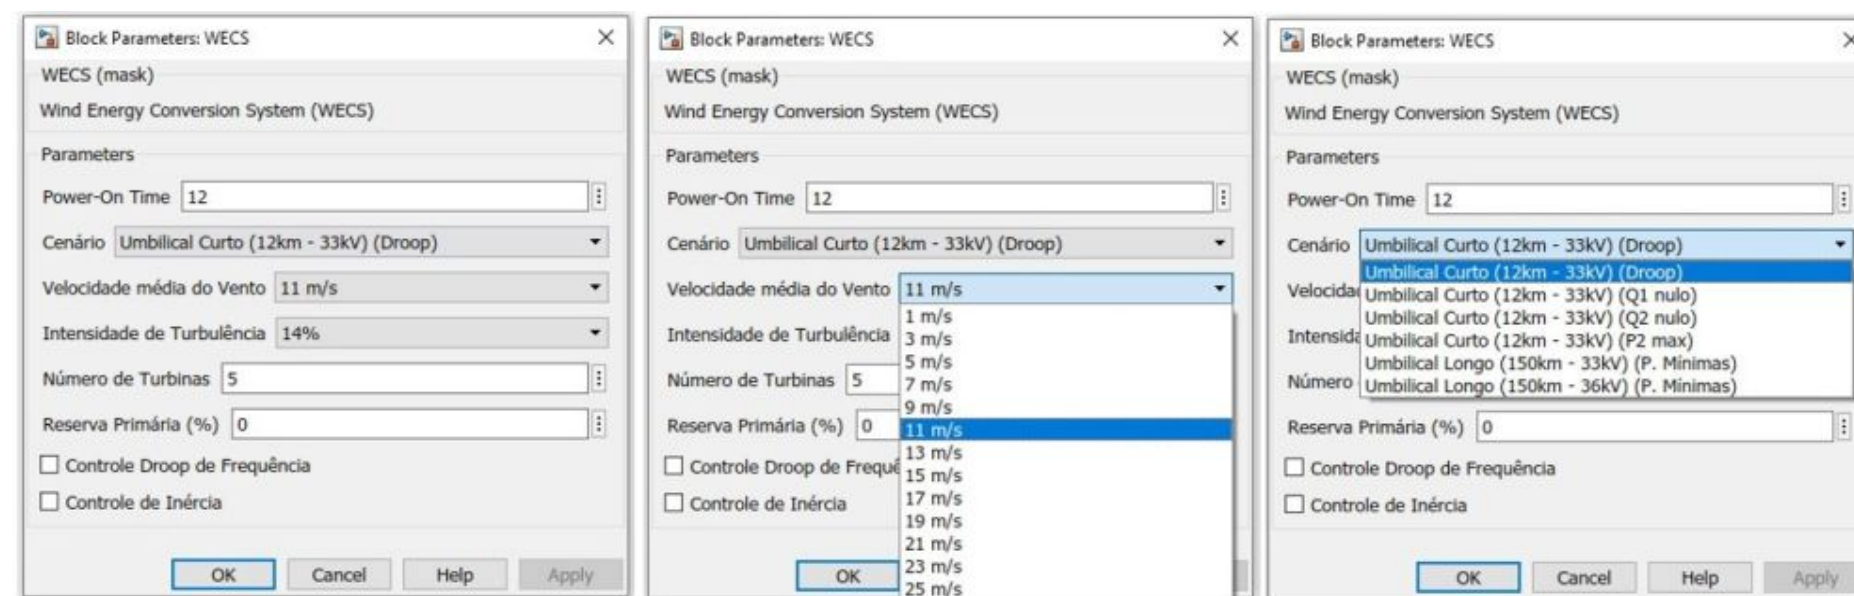 Block Parameters: WECS
WECS (mask)
Wind Energy Conversion System (WECS)
Parameters
Power-On Time 12
Cenário Umbilical Curto (12km - 33kV) (Droop)
Velocidade média do Vento 11 m/s
Intensidade de Turbulência 14%
Número de Turbinas 5
Reserva Primária (%) 0
Controle Droop de Frequência
Controle de Inércia
OK Cancel Help Apply
Block Parameters: WECS
WECS (mask)
Wind Energy Conversion System (WECS)
Parameters
Power-On Time 12
Cenário Umbilical Curto (12km - 33kV) (Droop)
Velocidade média do Vento 11 m/s
1 m/s
Intensidade de Turbulência 3 m/s
5 m/s
Número de Turbinas 5 7 m/s
9 m/s
Reserva Primária (%) 0 11 m/s
13 m/s
Controle Droop de Frequê 15 m/s
17 m/s
Controle de Inércia
19 m/s
21 m/s
OK 23 m/s
25 m/s
Block Parameters: WECS
WECS (mask)
Wind Energy Conversion System (WECS)
Parameters
Power-On Time 12
Cenário Umbilical Curto (12km - 33kV) (Droop)
Umbilical Curto (12km - 33kV) (Droop)
Velocida Umbilical Curto (12km - 33kV) (Q1 nulo)
Umbilical Curto (12km - 33kV) (Q2 nulo)
Intensida Umbilical Curto (12km - 33kV) (P2 max)
Umbilical Longo (150km - 33kV) (P. Mínimas)
Número Umbilical Longo (150km - 36kV) (P. Mínimas)
Reserva Primária (%) 0
Controle Droop de Frequência
Controle de Inércia
OK Cancel Help Apply